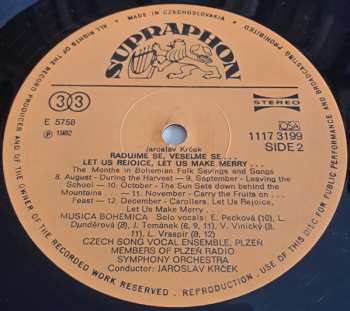 MADE IN CZECHOSLOVAKIA
ALL RIGHTS OF THE RECORD PRODUCER AND OF THE OWNER OF THE RECORDED WORK RESERVED . REPRODUCTION . USE OF THIS DISC FOR PUBLIC PERFORMANCE AND BROADCASTING PROHIBITED
SUPRAPHON
33
STEREO
E 5758
OSA
℗ 1982
1117 3199
SIDE 2
Jaroslav Krček
RADUJME SE, VESELME SE...
LET US REJOICE, LET US MAKE MERRY...
The Months in Bohemian Folk Sayings and Songs
8. August - During the Harvest — 9. September - Leaving the
School — 10. October - The Sun Sets down behind the
Mountains . . . — 11. November - Carry the Fruits on . . .
Feast — 12. December - Carollers, Let Us Rejoice,
Let Us Make Merry . . .
MUSICA BOHEMICA Solo vocals: E. Pecková (10), L.
Dunděrová (8), J. Tománek (8, 9, 11), V. Vinický (8,
11), L. Vraspír (9, 12)
CZECH SONG VOCAL ENSEMBLE, PLZEŇ
MEMBERS OF PLZEŇ RADIO
SYMPHONY ORCHESTRA
Conductor: JAROSLAV KRČEK